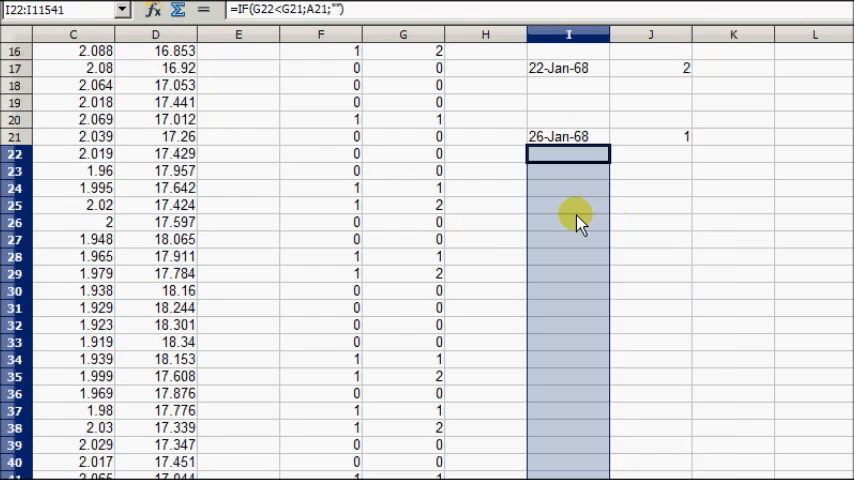 I22:I11541 =IF(G22<G21;A21;"")
C D E F G H I J K L
16 2.088 16.853 1 2
17 2.08 16.92 0 0 22-Jan-68 2
18 2.064 17.053 0 0
19 2.018 17.441 0 0
20 2.069 17.012 1 1
21 2.039 17.26 0 0 26-Jan-68 1
22 2.019 17.429 0 0
23 1.96 17.957 0 0
24 1.995 17.642 1 1
25 2.02 17.424 1 2
26 2 17.597 0 0
27 1.948 18.065 0 0
28 1.965 17.911 1 1
29 1.979 17.784 1 2
30 1.938 18.16 0 0
31 1.929 18.244 0 0
32 1.923 18.301 0 0
33 1.919 18.34 0 0
34 1.939 18.153 1 1
35 1.999 17.608 1 2
36 1.969 17.876 0 0
37 1.98 17.776 1 1
38 2.03 17.339 1 2
39 2.029 17.347 0 0
40 2.017 17.451 0 0